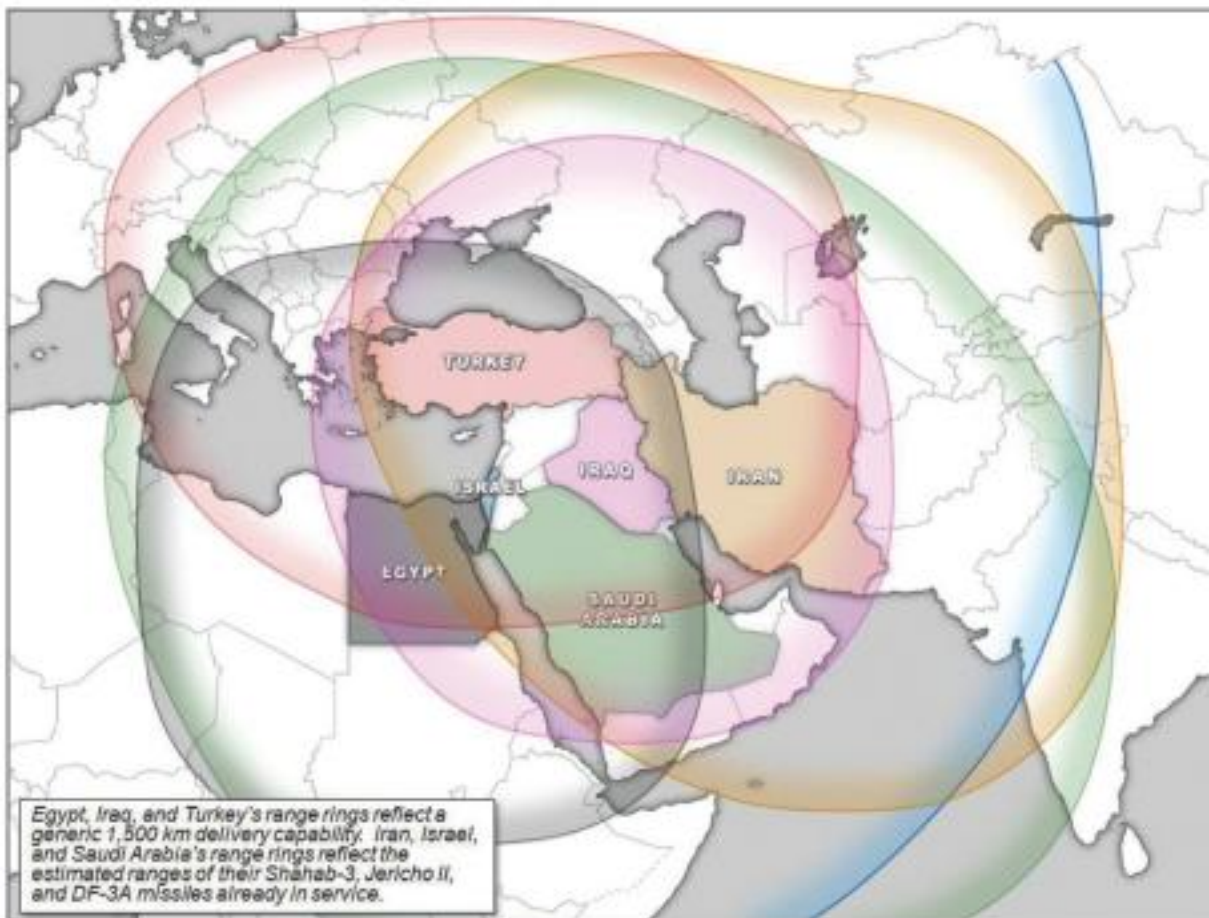 TURKEY
ISRAEL
IRAQ
IRAN
EGYPT
SAUDI
ARABIA
Egypt, Iraq, and Turkey's range rings reflect a
generic 1,500 km delivery capability. Iran, Israel,
and Saudi Arabia's range rings reflect the
estimated ranges of their Shahab-3, Jericho II,
and DF-3A missiles already in service.